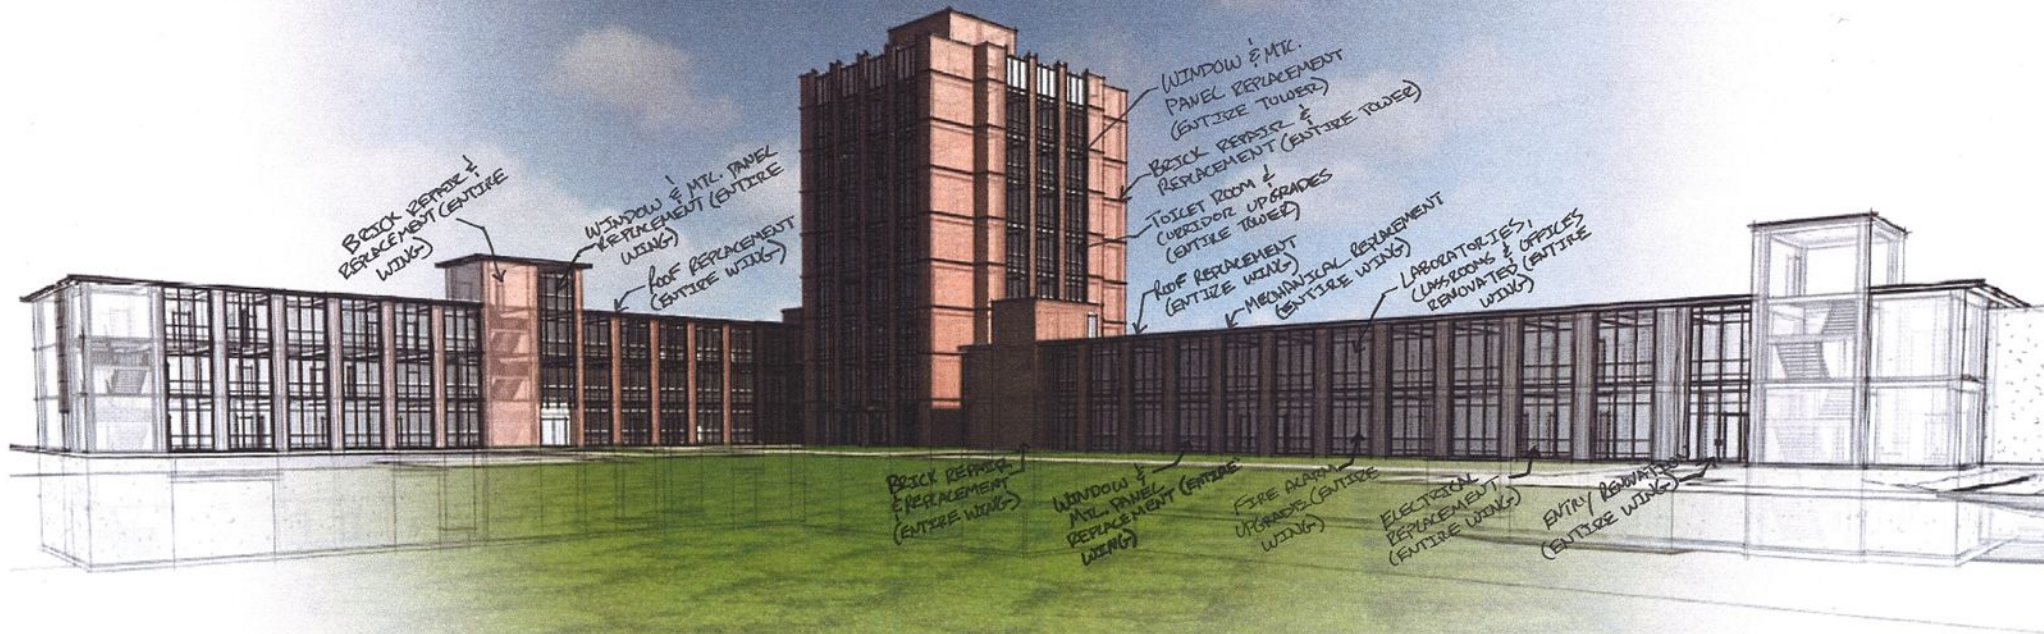 BRICK REPAIR &
REPLACEMENT (ENTIRE
WING)
WINDOW & MTL. PANEL
REPLACEMENT (ENTIRE
WING)
ROOF REPLACEMENT
(ENTIRE WING)
WINDOW & MTL.
PANEL REPLACEMENT
(ENTIRE TOWER)
BRICK REPAIR &
REPLACEMENT (ENTIRE TOWER)
TOILET ROOM &
CORRIDOR UPGRADES
(ENTIRE TOWER)
ROOF REPLACEMENT
(ENTIRE WING)
MECHANICAL REPLACEMENT
(ENTIRE WING)
LABORATORIES,
CLASSROOMS & OFFICES
RENOVATED (ENTIRE
WING)
BRICK REPAIR
& REPLACEMENT
(ENTIRE WING)
WINDOW &
MTL. PANEL
REPLACEMENT (ENTIRE
WING)
FIRE ALARM
UPGRADE (ENTIRE
WING)
ELECTRICAL
REPLACEMENT
(ENTIRE WING)
ENTRY RENOVATION
(ENTIRE WING)